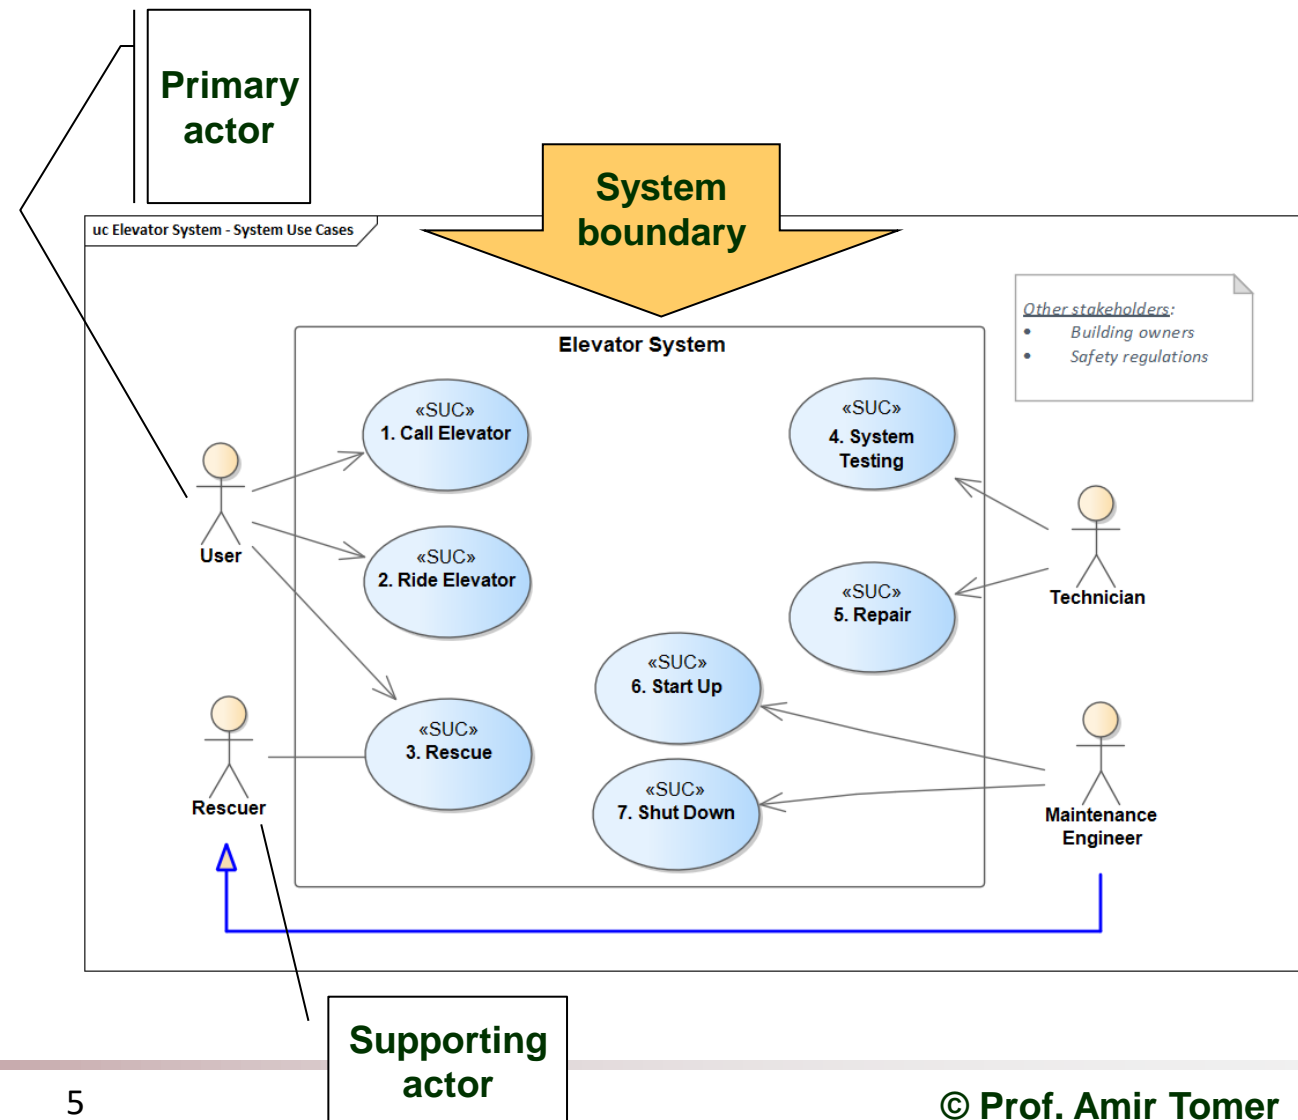 Primary
actor
System
boundary
uc Elevator System - System Use Cases
Other stakeholders:
• Building owners
• Safety regulations
Elevator System
«SUC»
1. Call Elevator
«SUC»
4. System
Testing
User
«SUC»
2. Ride Elevator
Technician
«SUC»
5. Repair
«SUC»
6. Start Up
Rescuer
«SUC»
3. Rescue
«SUC»
7. Shut Down
Maintenance
Engineer
Supporting
actor
5
© Prof. Amir Tomer